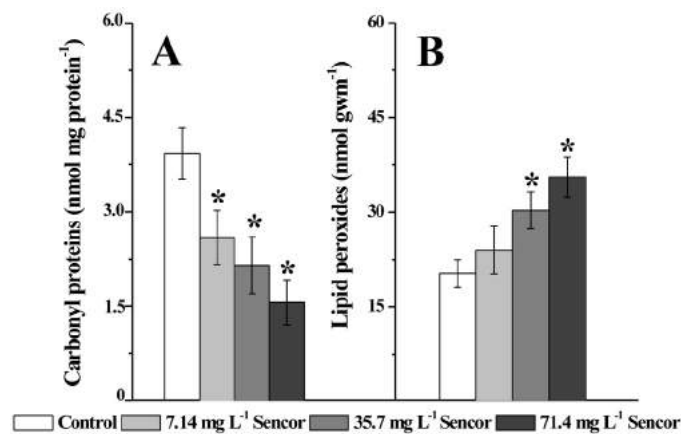 A
B
Carbonyl proteins (nmol mg protein⁻¹)
6.0
4.5
3.0
1.5
0
*
*
*
Lipid peroxides (nmol gwm⁻¹)
60
45
30
15
0
*
*
Control
7.14 mg L⁻¹ Sencor
35.7 mg L⁻¹ Sencor
71.4 mg L⁻¹ Sencor